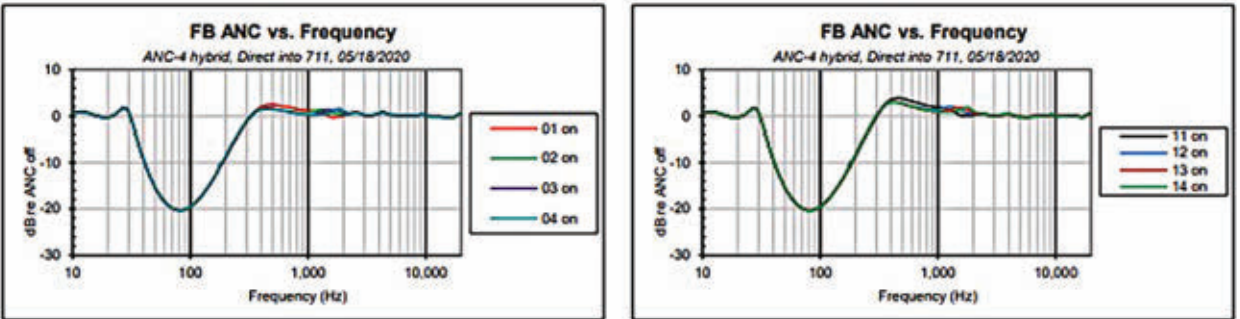 FB ANC vs. Frequency
ANC-4 hybrid, Direct into 711, 05/18/2020
dB re ANC off
10
0
-10
-20
-30
10
100
1,000
10,000
Frequency (Hz)
01 on
02 on
03 on
04 on
FB ANC vs. Frequency
ANC-4 hybrid, Direct into 711, 05/18/2020
dB re ANC off
10
0
-10
-20
-30
10
100
1,000
10,000
Frequency (Hz)
11 on
12 on
13 on
14 on